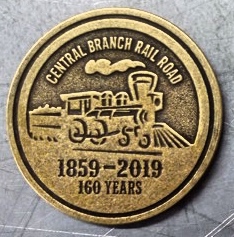 CENTRAL BRANCH RAIL ROAD
1859-2019
160 YEARS